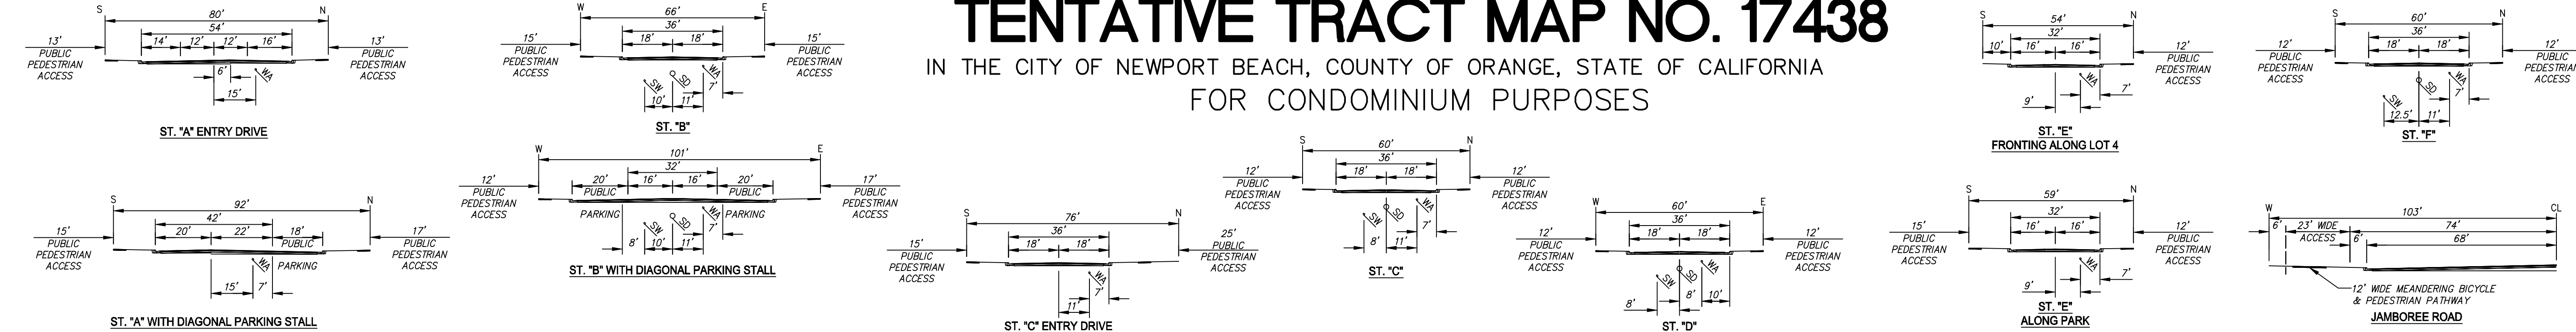 TENTATIVE TRACT MAP NO. 17438
IN THE CITY OF NEWPORT BEACH, COUNTY OF ORANGE, STATE OF CALIFORNIA
FOR CONDOMINIUM PURPOSES
S 80' N
54'
14' 12' 12' 16'
13' 13'
PUBLIC PEDESTRIAN ACCESS
PUBLIC PEDESTRIAN ACCESS
6' WA
15'
ST. "A" ENTRY DRIVE
W 66' E
36'
18' 18'
15' 15'
PUBLIC PEDESTRIAN ACCESS
PUBLIC PEDESTRIAN ACCESS
SW SD WA
7'
10' 11'
ST. "B"
S 54' N
32'
10' 16' 16'
12'
PUBLIC PEDESTRIAN ACCESS
WA
9' 7'
ST. "E"
FRONTING ALONG LOT 4
S 60' N
36'
18' 18'
12' 12'
PUBLIC PEDESTRIAN ACCESS
PUBLIC PEDESTRIAN ACCESS
SW SD WA
7'
12.5' 11'
ST. "F"
S 92' N
42'
20' 22' 18'
PUBLIC
PARKING
15' 17'
PUBLIC PEDESTRIAN ACCESS
PUBLIC PEDESTRIAN ACCESS
WA
15' 7'
ST. "A" WITH DIAGONAL PARKING STALL
W 101' E
32'
20' 16' 16' 20'
PUBLIC PUBLIC
PARKING PARKING
12' 17'
PUBLIC PEDESTRIAN ACCESS
PUBLIC PEDESTRIAN ACCESS
SW SD WA
7'
8' 10' 11'
ST. "B" WITH DIAGONAL PARKING STALL
S 76' N
36'
18' 18'
15' 25'
PUBLIC PEDESTRIAN ACCESS
PUBLIC PEDESTRIAN ACCESS
WA
7'
11'
ST. "C" ENTRY DRIVE
S 60' N
36'
18' 18'
12' 12'
PUBLIC PEDESTRIAN ACCESS
PUBLIC PEDESTRIAN ACCESS
SW SD WA
7'
8' 11'
ST. "C"
W 60' E
36'
18' 18'
12' 12'
PUBLIC PEDESTRIAN ACCESS
PUBLIC PEDESTRIAN ACCESS
SW SD WA
8' 8' 10'
ST. "D"
S 59' N
32'
16' 16'
15' 12'
PUBLIC PEDESTRIAN ACCESS
PUBLIC PEDESTRIAN ACCESS
WA
9' 7'
ST. "E"
ALONG PARK
W 103' CL
6' 23' WIDE 74'
ACCESS 6' 68'
12' WIDE MEANDERING BICYCLE
& PEDESTRIAN PATHWAY
JAMBOREE ROAD